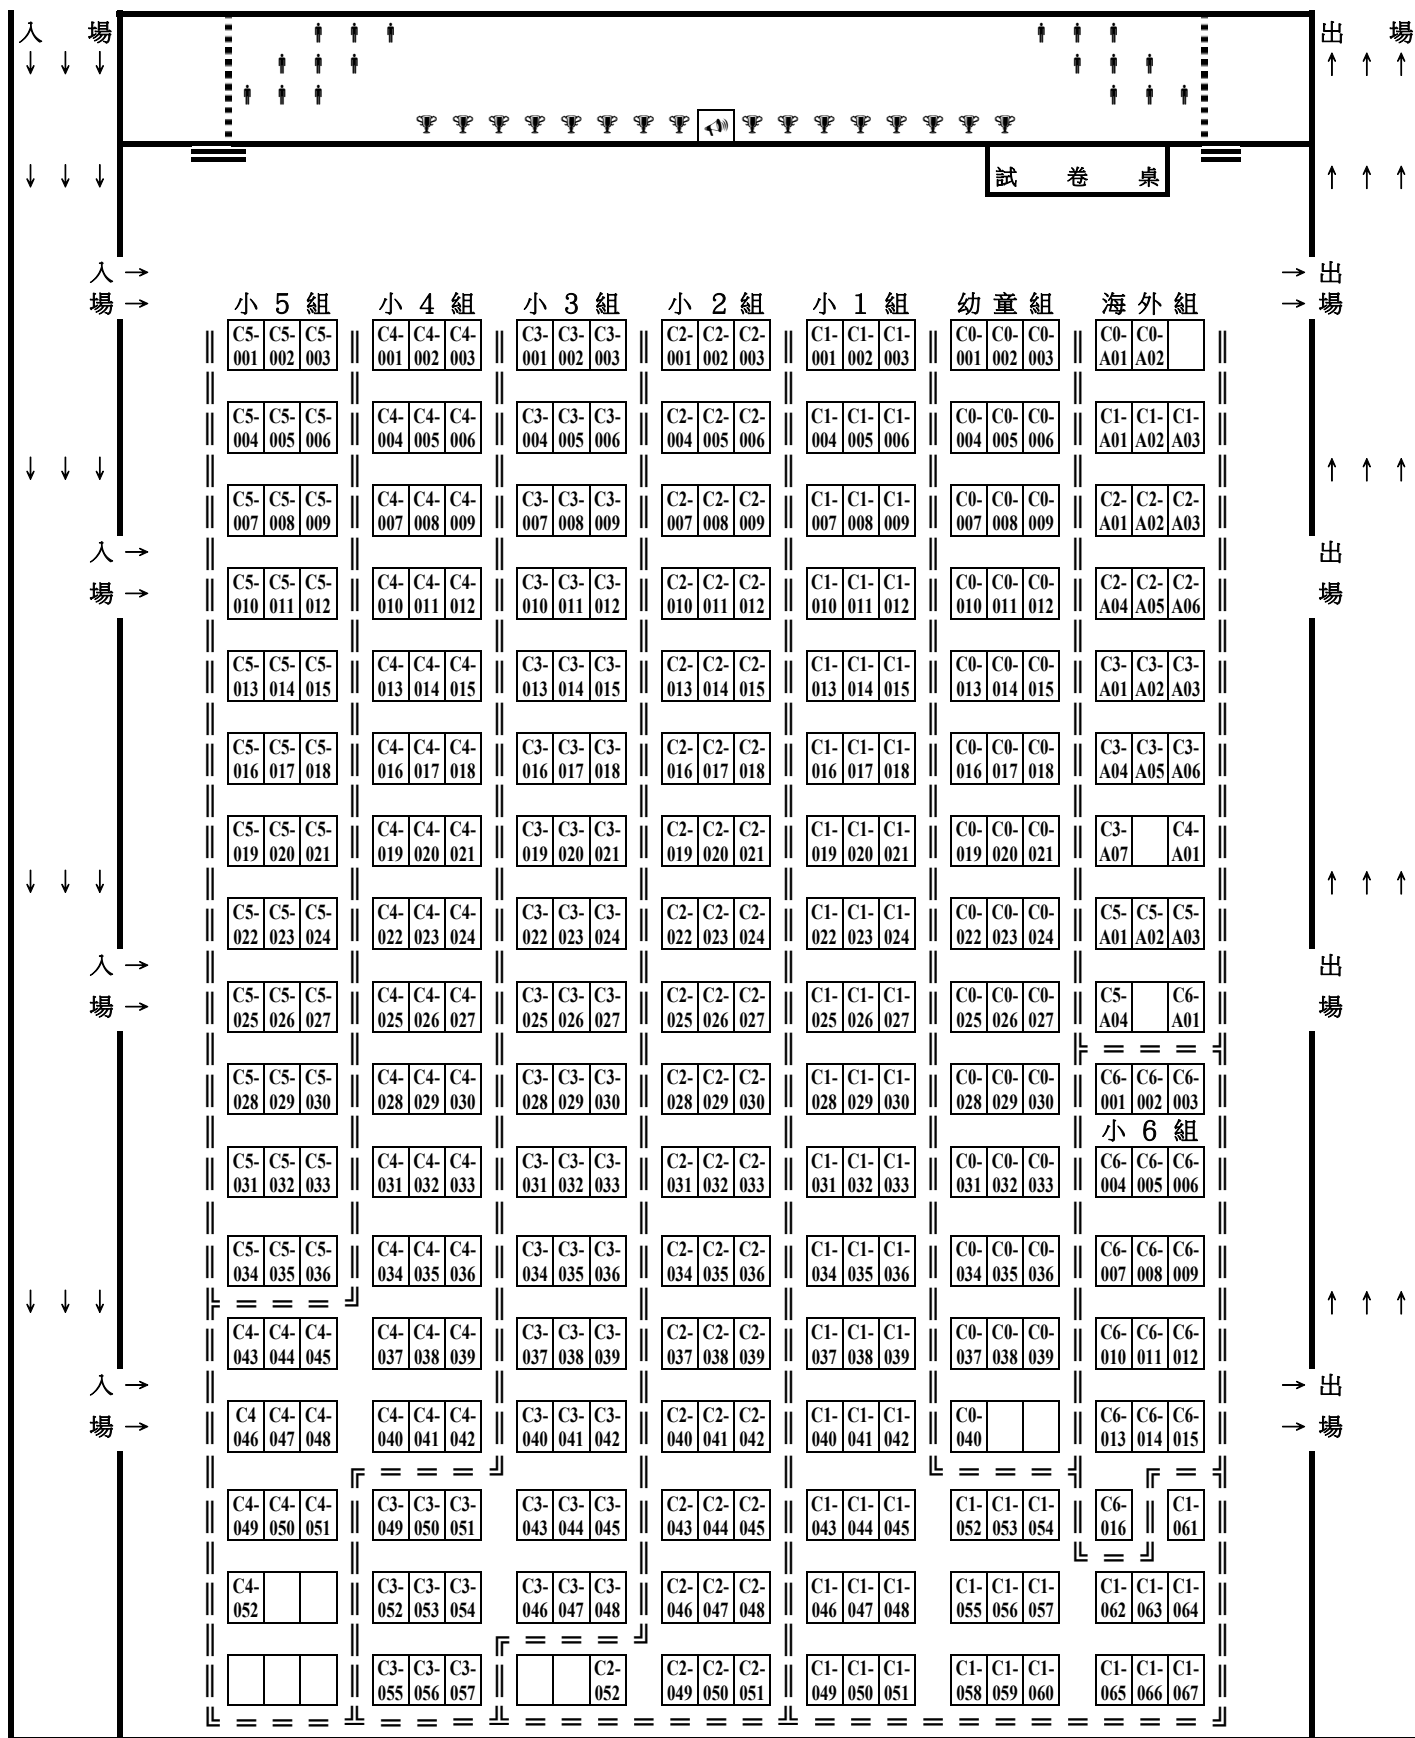 入 場 出 場
↓ ↓ ↓ ↑ ↑ ↑
↓ ↓ ↓ 試 卷 桌 ↑ ↑ ↑
入 → → 出
場 → 小 5 組 小 4 組 小 3 組 小 2 組 小 1 組 幼 童 組 海 外 組 → 場
C5- C5- C5- C4- C4- C4- C3- C3- C3- C2- C2- C2- C1- C1- C1- C0- C0- C0- C0- C0-
001 002 003 001 002 003 001 002 003 001 002 003 001 002 003 001 002 003 A01 A02
C5- C5- C5- C4- C4- C4- C3- C3- C3- C2- C2- C2- C1- C1- C1- C0- C0- C0- C1- C1- C1-
004 005 006 004 005 006 004 005 006 004 005 006 004 005 006 004 005 006 A01 A02 A03
↓ ↓ ↓ ↑ ↑ ↑
C5- C5- C5- C4- C4- C4- C3- C3- C3- C2- C2- C2- C1- C1- C1- C0- C0- C0- C2- C2- C2-
007 008 009 007 008 009 007 008 009 007 008 009 007 008 009 007 008 009 A01 A02 A03
入 → 出
C5- C5- C5- C4- C4- C4- C3- C3- C3- C2- C2- C2- C1- C1- C1- C0- C0- C0- C2- C2- C2-
場 → 場
010 011 012 010 011 012 010 011 012 010 011 012 010 011 012 010 011 012 A04 A05 A06
C5- C5- C5- C4- C4- C4- C3- C3- C3- C2- C2- C2- C1- C1- C1- C0- C0- C0- C3- C3- C3-
013 014 015 013 014 015 013 014 015 013 014 015 013 014 015 013 014 015 A01 A02 A03
C5- C5- C5- C4- C4- C4- C3- C3- C3- C2- C2- C2- C1- C1- C1- C0- C0- C0- C3- C3- C3-
016 017 018 016 017 018 016 017 018 016 017 018 016 017 018 016 017 018 A04 A05 A06
C5- C5- C5- C4- C4- C4- C3- C3- C3- C2- C2- C2- C1- C1- C1- C0- C0- C0- C3- C4-
019 020 021 019 020 021 019 020 021 019 020 021 019 020 021 019 020 021 A07 A01
↓ ↓ ↓ ↑ ↑ ↑
C5- C5- C5- C4- C4- C4- C3- C3- C3- C2- C2- C2- C1- C1- C1- C0- C0- C0- C5- C5- C5-
022 023 024 022 023 024 022 023 024 022 023 024 022 023 024 022 023 024 A01 A02 A03
入 → 出
C5- C5- C5- C4- C4- C4- C3- C3- C3- C2- C2- C2- C1- C1- C1- C0- C0- C0- C5- C6-
場 → 場
025 026 027 025 026 027 025 026 027 025 026 027 025 026 027 025 026 027 A04 A01
C5- C5- C5- C4- C4- C4- C3- C3- C3- C2- C2- C2- C1- C1- C1- C0- C0- C0- C6- C6- C6-
028 029 030 028 029 030 028 029 030 028 029 030 028 029 030 028 029 030 001 002 003
小 6 組
C5- C5- C5- C4- C4- C4- C3- C3- C3- C2- C2- C2- C1- C1- C1- C0- C0- C0- C6- C6- C6-
031 032 033 031 032 033 031 032 033 031 032 033 031 032 033 031 032 033 004 005 006
C5- C5- C5- C4- C4- C4- C3- C3- C3- C2- C2- C2- C1- C1- C1- C0- C0- C0- C6- C6- C6-
034 035 036 034 035 036 034 035 036 034 035 036 034 035 036 034 035 036 007 008 009
↓ ↓ ↓ ↑ ↑ ↑
C4- C4- C4- C4- C4- C4- C3- C3- C3- C2- C2- C2- C1- C1- C1- C0- C0- C0- C6- C6- C6-
043 044 045 037 038 039 037 038 039 037 038 039 037 038 039 037 038 039 010 011 012
入 → → 出
C4 C4- C4- C4- C4- C4- C3- C3- C3- C2- C2- C2- C1- C1- C1- C0- C6- C6- C6-
場 → → 場
046 047 048 040 041 042 040 041 042 040 041 042 040 041 042 040 013 014 015
C4- C4- C4- C3- C3- C3- C3- C3- C3- C2- C2- C2- C1- C1- C1- C1- C1- C1- C6- C1-
049 050 051 049 050 051 043 044 045 043 044 045 043 044 045 052 053 054 016 061
C4- C3- C3- C3- C3- C3- C3- C2- C2- C2- C1- C1- C1- C1- C1- C1- C1- C1- C1-
052 052 053 054 046 047 048 046 047 048 046 047 048 055 056 057 062 063 064
C3- C3- C3- C2- C2- C2- C2- C1- C1- C1- C1- C1- C1- C1- C1- C1-
055 056 057 052 049 050 051 049 050 051 058 059 060 065 066 067